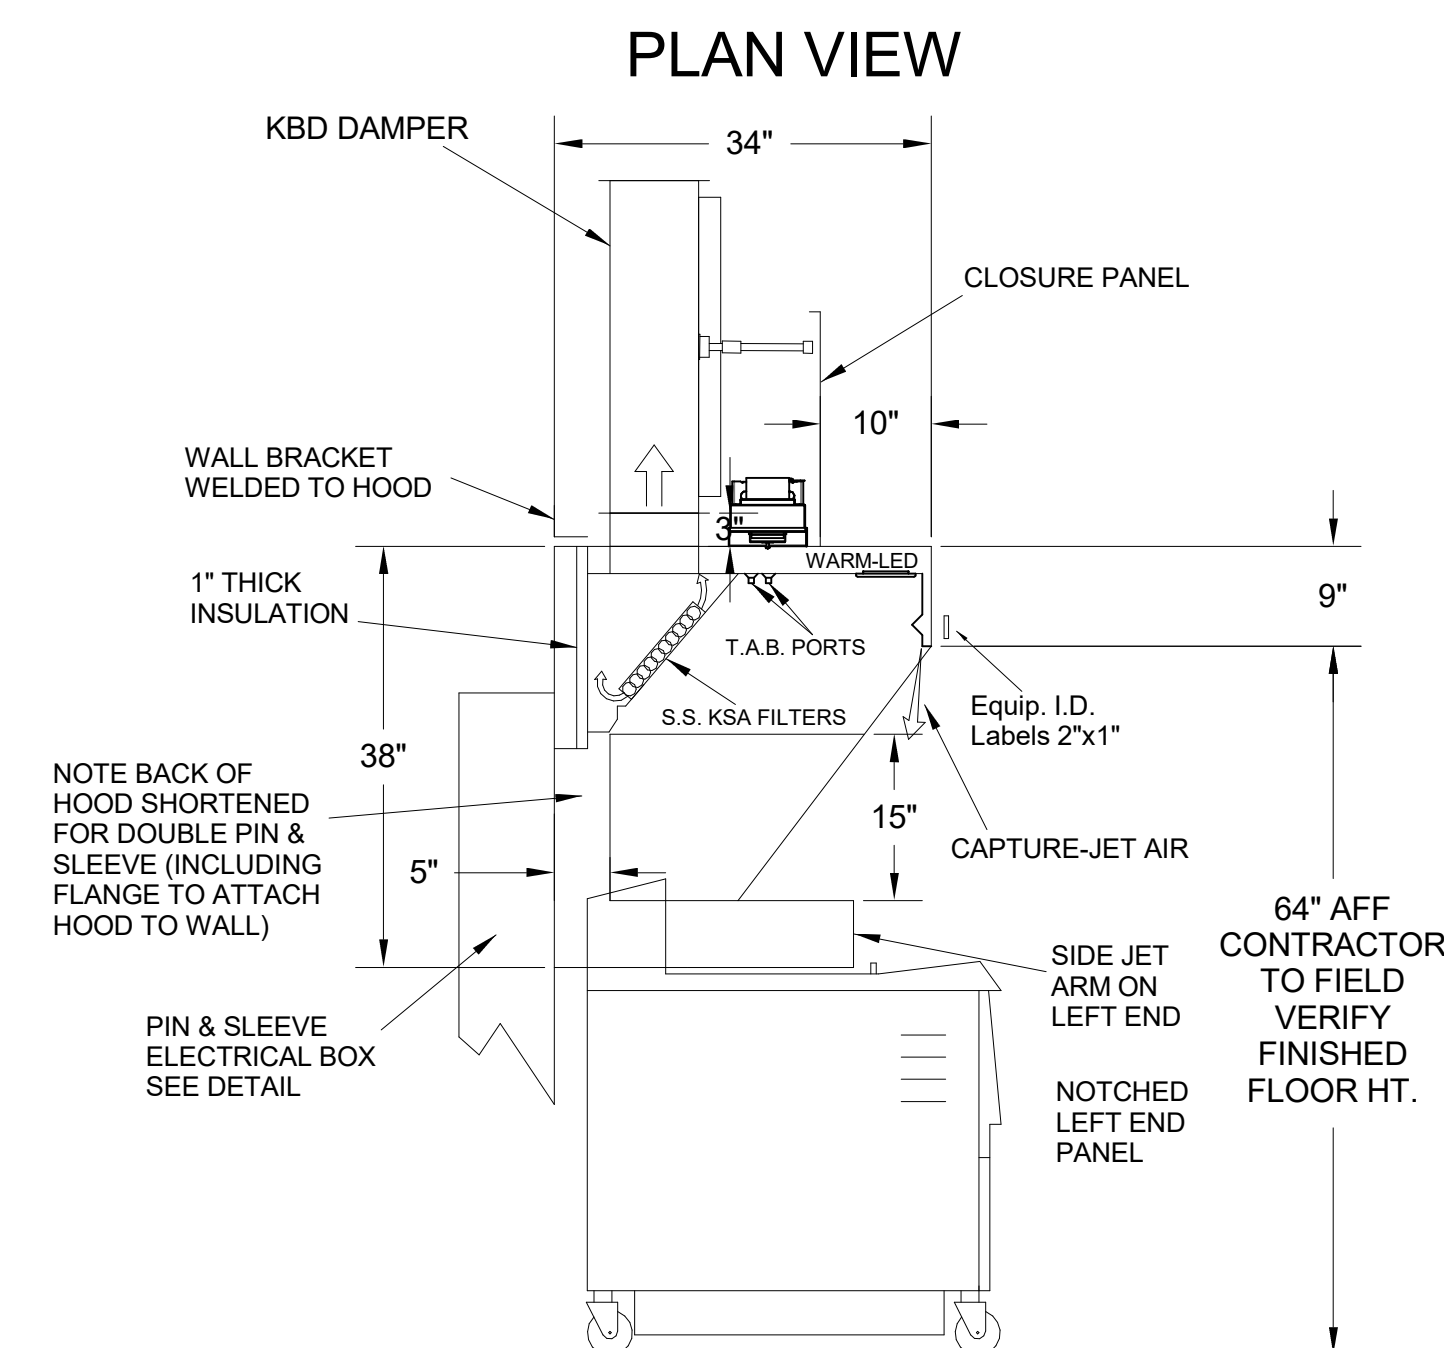 PLAN VIEW
KBD DAMPER
34"
CLOSURE PANEL
10"
WALL BRACKET
WELDED TO HOOD
3"
WARM-LED
1" THICK
INSULATION
9"
T.A.B. PORTS
S.S. KSA FILTERS
Equip. I.D.
Labels 2"x1"
38"
NOTE BACK OF
HOOD SHORTENED
FOR DOUBLE PIN &
SLEEVE (INCLUDING
FLANGE TO ATTACH
HOOD TO WALL)
15"
CAPTURE-JET AIR
5"
64" AFF
CONTRACTOR
TO FIELD
VERIFY
FINISHED
FLOOR HT.
SIDE JET
ARM ON
LEFT END
PIN & SLEEVE
ELECTRICAL BOX
SEE DETAIL
NOTCHED
LEFT END
PANEL